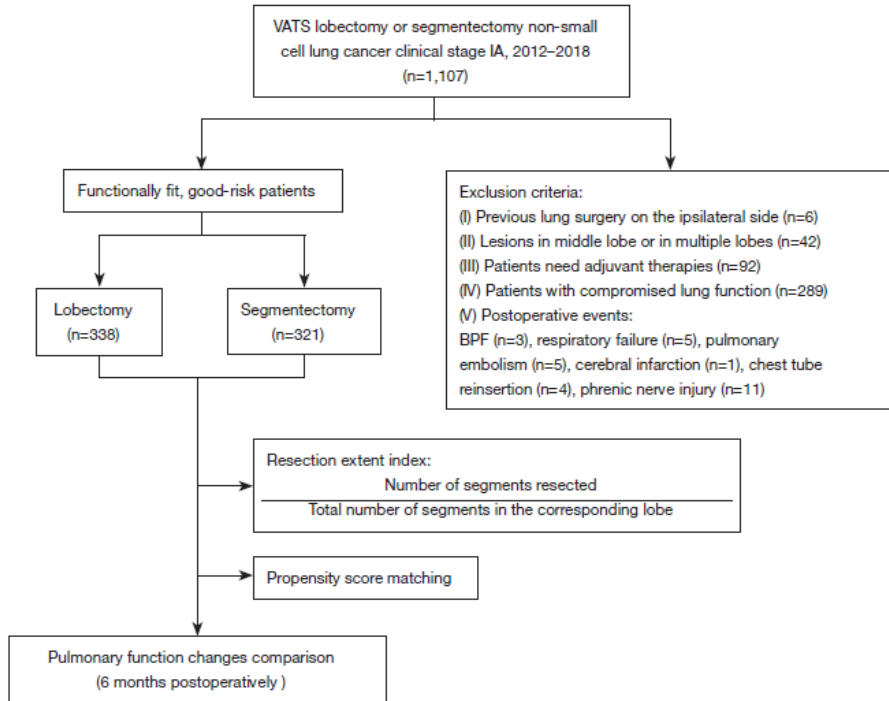 VATS lobectomy or segmentectomy non-small
cell lung cancer clinical stage IA, 2012–2018
(n=1,107)
Functionally fit, good-risk patients
Lobectomy
(n=338)
Segmentectomy
(n=321)
Exclusion criteria:
(I) Previous lung surgery on the ipsilateral side (n=6)
(II) Lesions in middle lobe or in multiple lobes (n=42)
(III) Patients need adjuvant therapies (n=92)
(IV) Patients with compromised lung function (n=289)
(V) Postoperative events:
BPF (n=3), respiratory failure (n=5), pulmonary
embolism (n=5), cerebral infarction (n=1), chest tube
reinsertion (n=4), phrenic nerve injury (n=11)
Resection extent index:
Number of segments resected
Total number of segments in the corresponding lobe
Propensity score matching
Pulmonary function changes comparison
(6 months postoperatively )